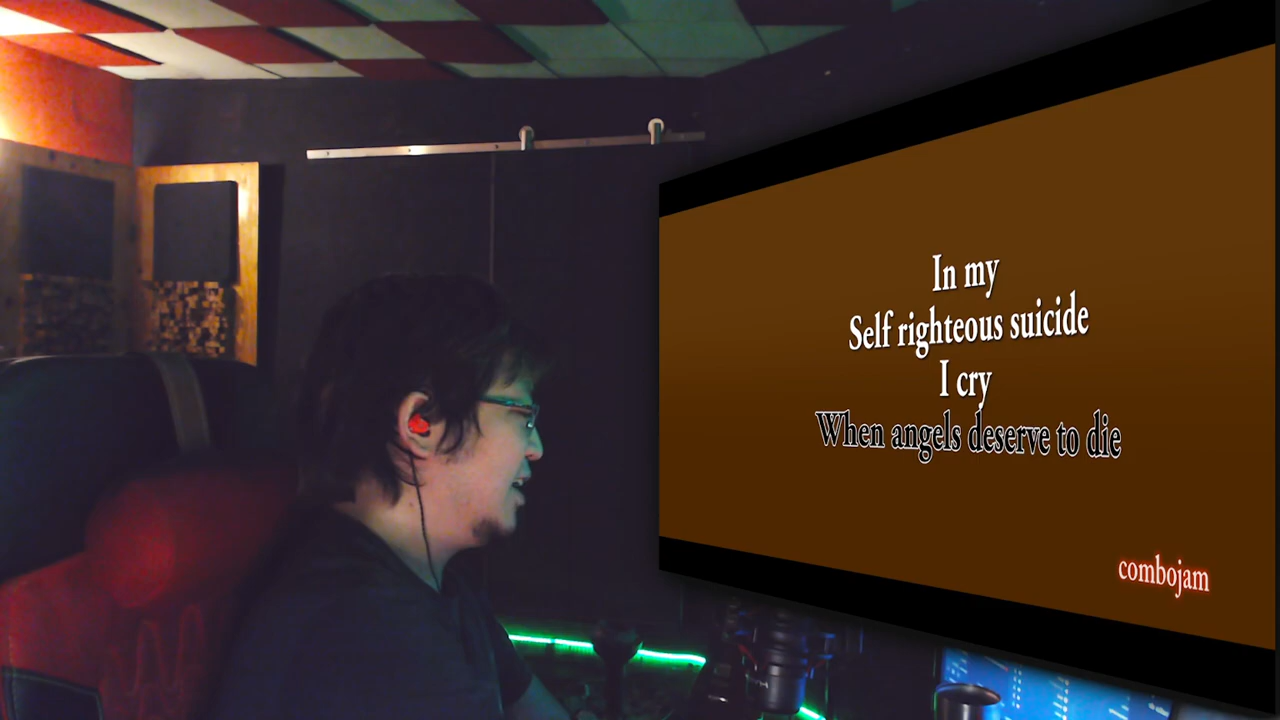 In my
Self righteous suicide
I cry
When angels deserve to die
combojam